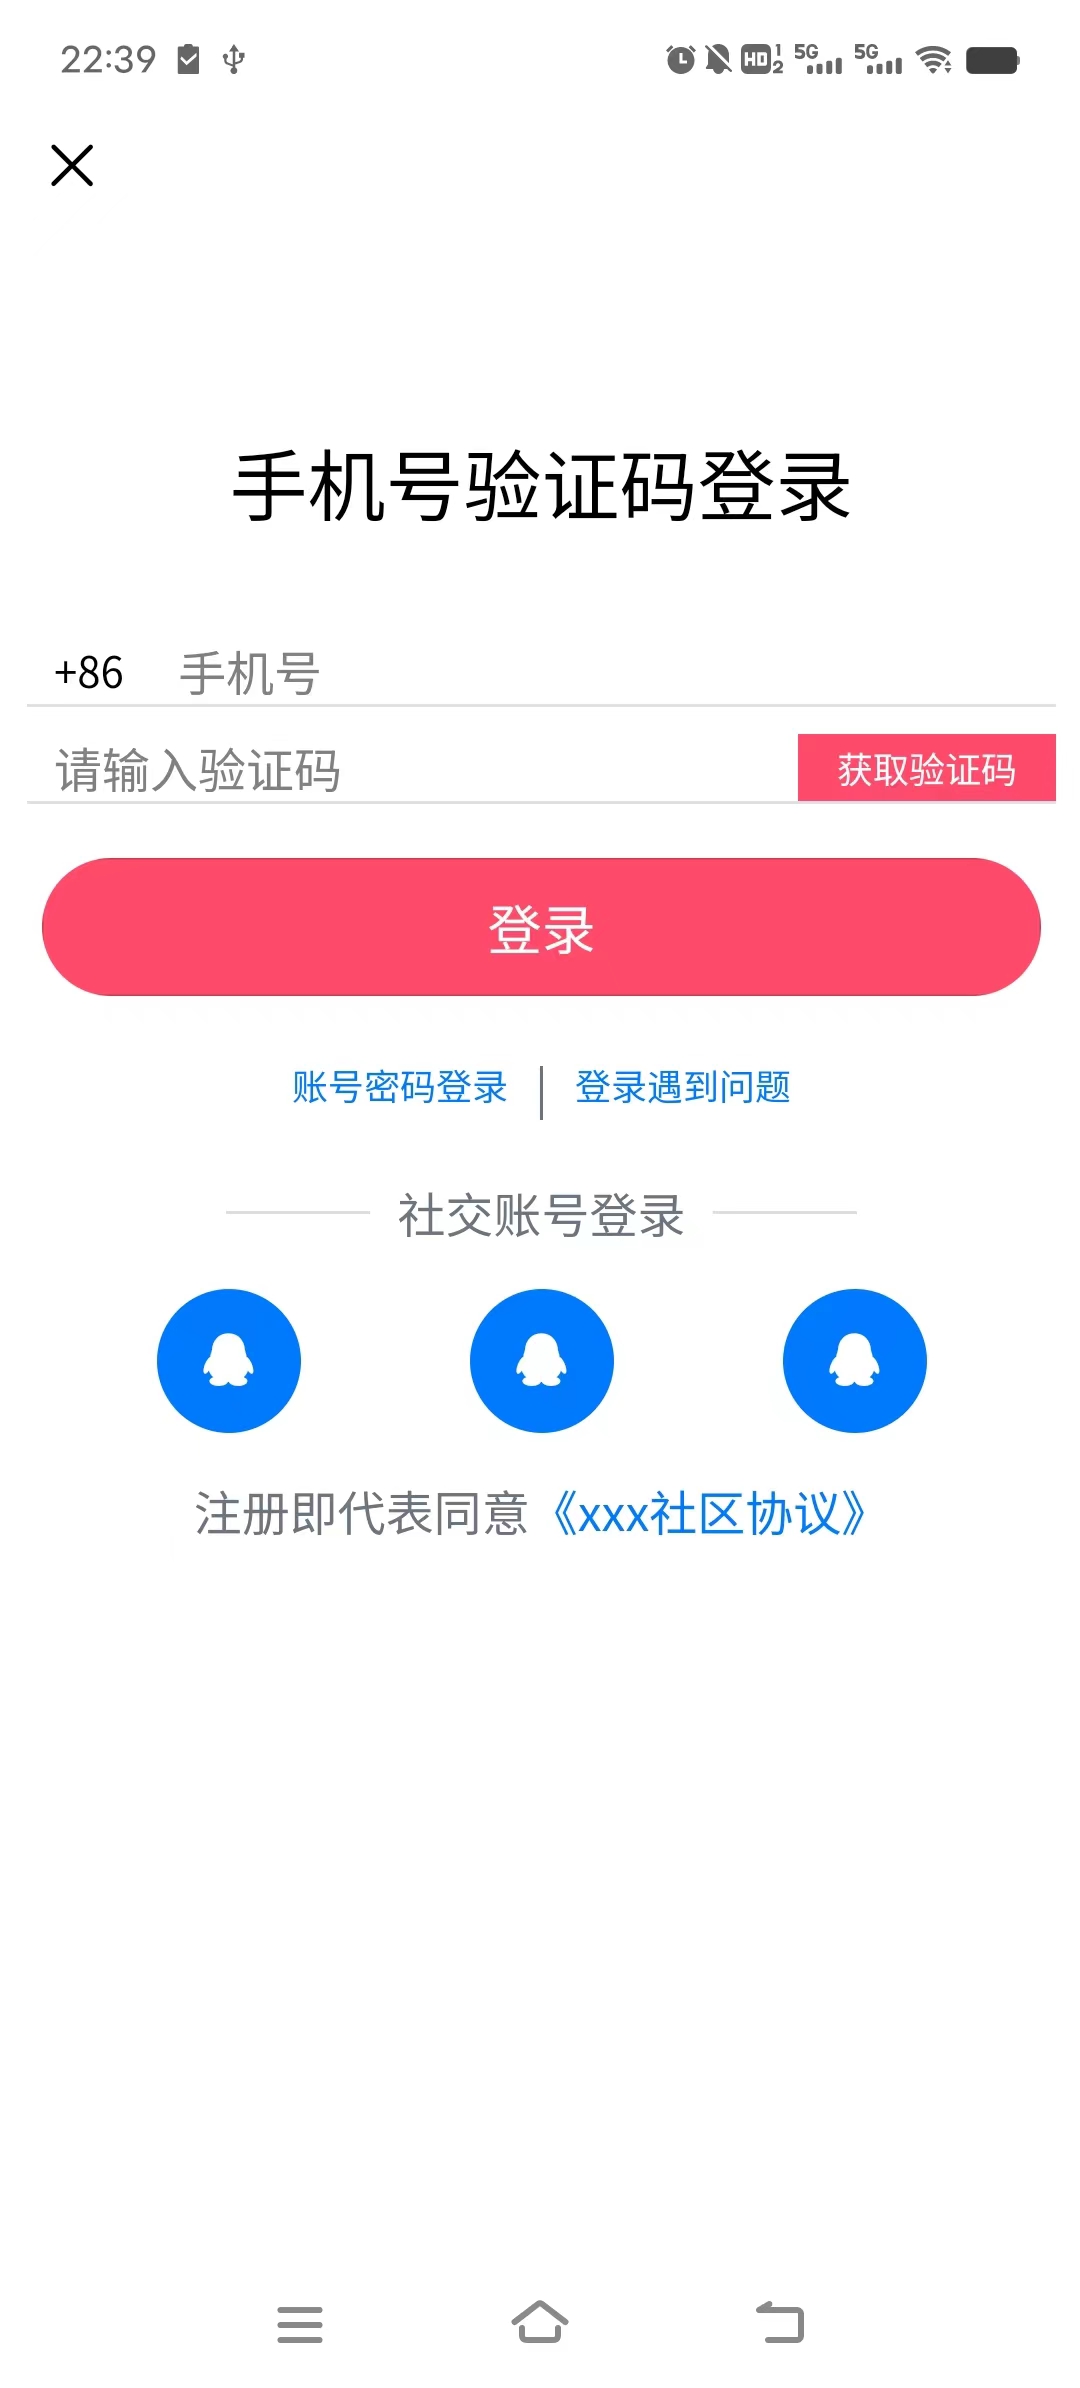 22:39
HD 1 2 5G 5G
手机号验证码登录
+86 手机号
请输入验证码 获取验证码
登录
账号密码登录 | 登录遇到问题
社交账号登录
注册即代表同意《xxx社区协议》